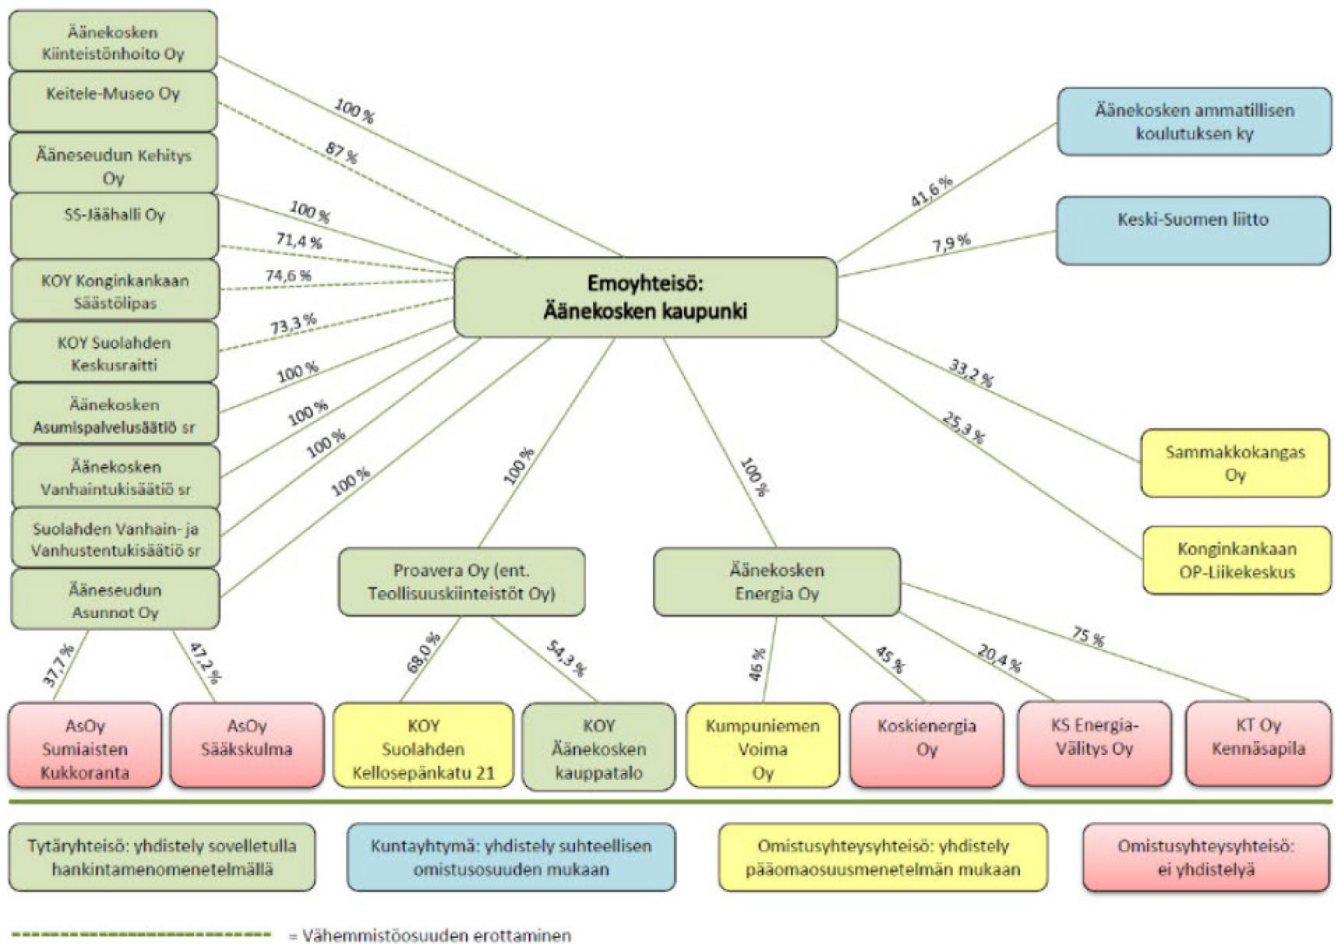 Äänekosken
Kiinteistönhoito Oy
Keitele-Museo Oy
Ääneseudun Kehitys
Oy
SS-Jäähalli Oy
KOY Konginkankaan
Säästölipas
KOY Suolahden
Keskusraitti
Äänekosken
Asumispalvelusäätiö sr
Äänekosken
Vanhaintukisäätiö sr
Suolahden Vanhain- ja
Vanhustentukisäätiö sr
Ääneseudun
Asunnot Oy
100 %
87 %
100 %
71,4 %
74,6 %
73,3 %
100 %
100 %
100 %
100 %
Emoyhteisö:
Äänekosken kaupunki
41,6 %
7,9 %
Äänekosken ammatillisen
koulutuksen ky
Keski-Suomen liitto
33,2 %
25,3 %
Sammakkokangas
Oy
Konginkankaan
OP-Liikekeskus
100 %
100 %
Proavera Oy (ent.
Teollisuuskiinteistöt Oy)
Äänekosken
Energia Oy
37,7 %
47,2 %
68,0 %
54,3 %
46 %
45 %
20,4 %
75 %
AsOy
Sumiaisten
Kukkoranta
AsOy
Sääkskulma
KOY
Suolahden
Kellosepänkatu 21
KOY
Äänekosken
kauppatalo
Kumpuniemen
Voima
Oy
Koskienergia
Oy
KS Energia-
Välitys Oy
KT Oy
Kennäsapila
Tytäryhteisö: yhdistely sovelletulla
hankintamenomenetelmällä
Kuntayhtymä: yhdistely suhteellisen
omistusosuuden mukaan
Omistusyhteysyhteisö: yhdistely
pääomaosuusmenetelmän mukaan
Omistusyhteysyhteisö:
ei yhdistelyä
= Vähemmistöosuuden erottaminen